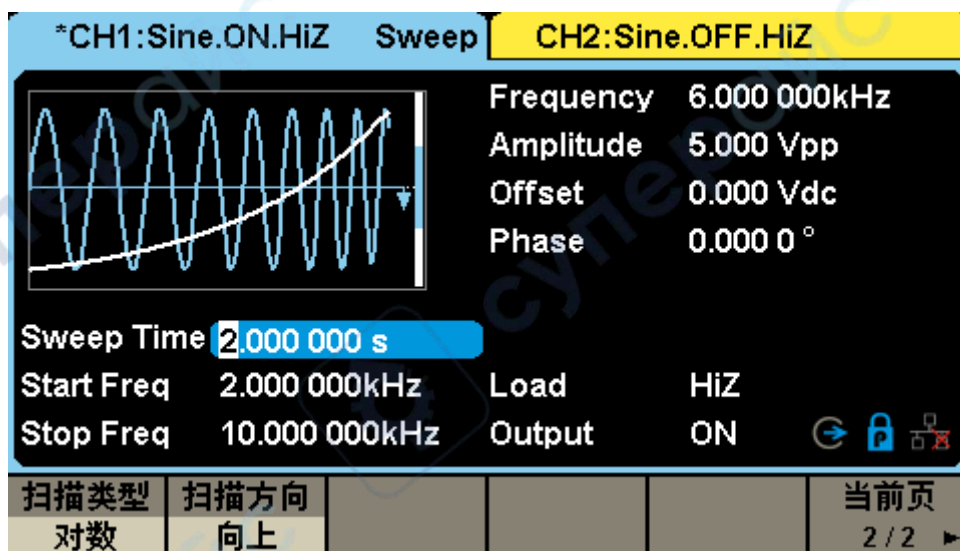 *CH1:Sine.ON.HiZ Sweep CH2:Sine.OFF.HiZ
Frequency 6.000 000kHz
Amplitude 5.000 Vpp
Offset 0.000 Vdc
Phase 0.000 0 °
Sweep Time 2.000 000 s
Start Freq 2.000 000kHz Load HiZ
Stop Freq 10.000 000kHz Output ON
扫描类型 扫描方向 当前页
对数 向上 2/2